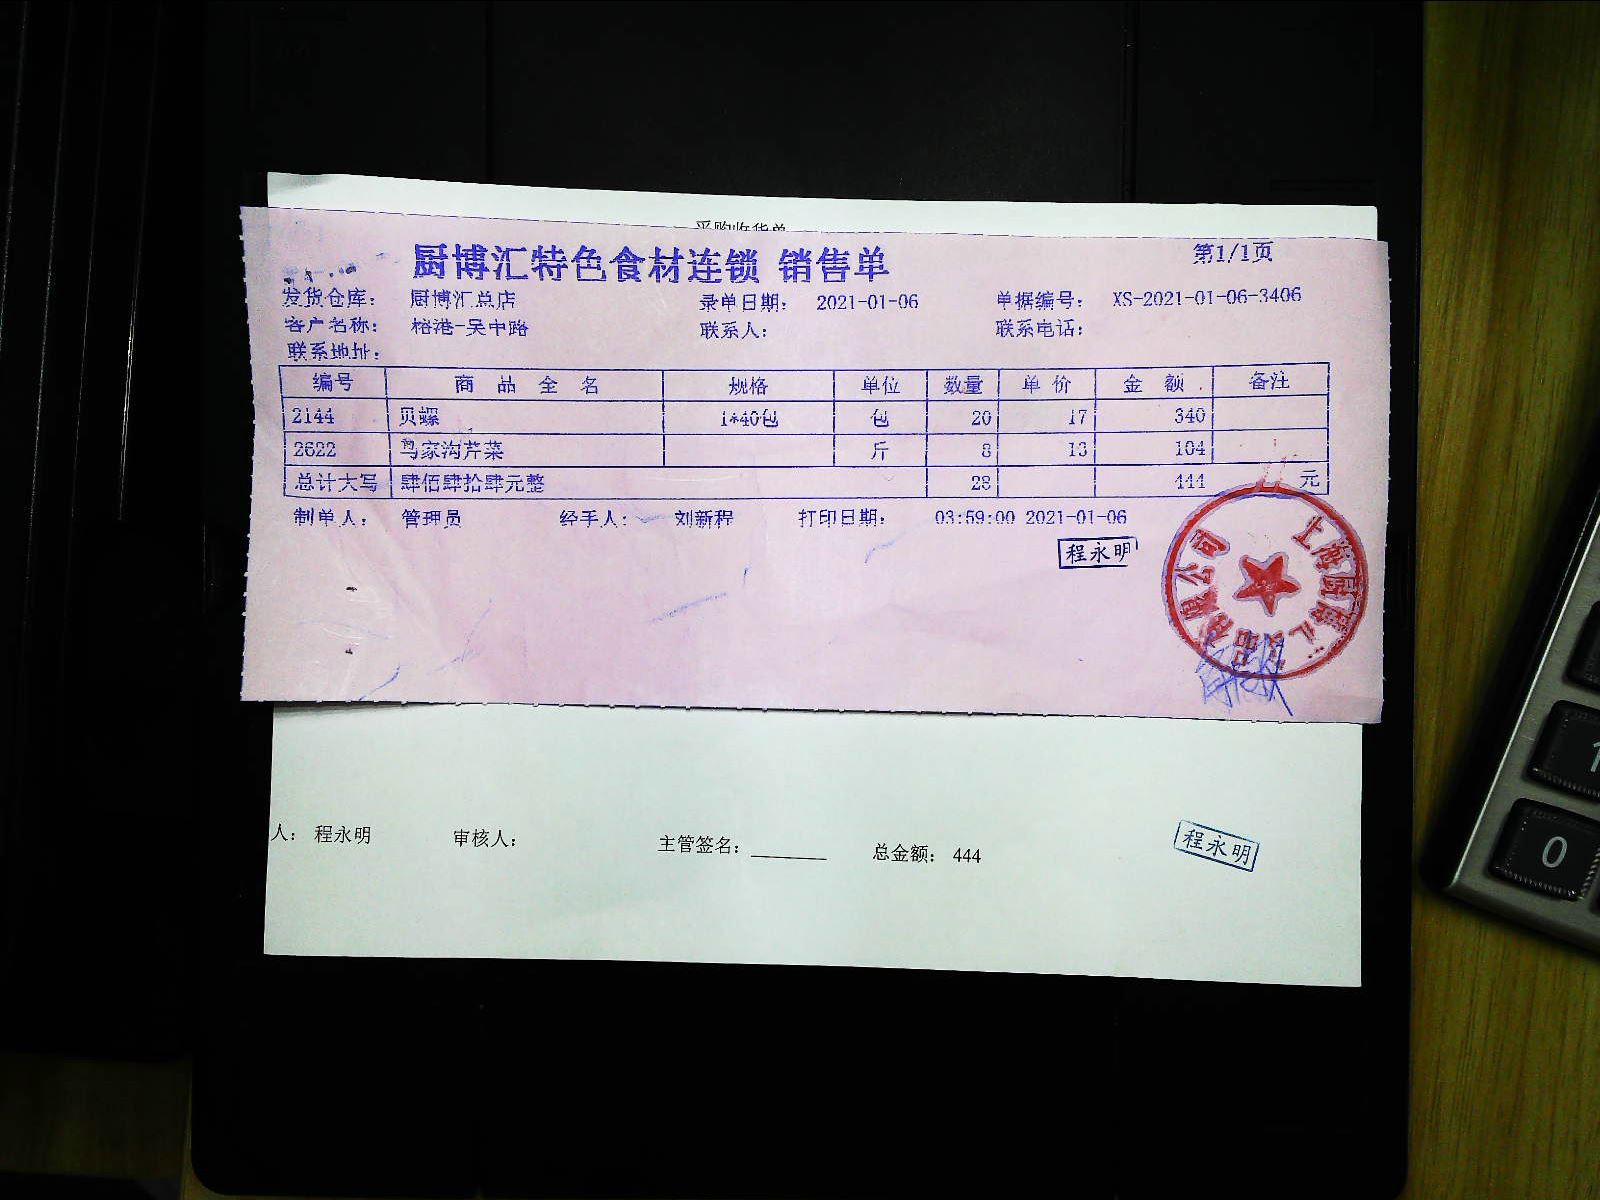 采购收货单
厨博汇特色食材连锁 销售单 第1/1页
发货仓库： 厨博汇总店 录单日期： 2021-01-06 单据编号： XS-2021-01-06-3406
客户名称： 榕港-吴中路 联系人： 联系电话：
联系地址：
编号 商品全名 规格 单位 数量 单价 金额 备注
2144 贝螺 1*40包 包 20 17 340
2622 马家沟芹菜 斤 8 13 104
总计大写 肆佰肆拾肆元整 28 444 元
制单人： 管理员 经手人： 刘新程 打印日期： 03:59:00 2021-01-06
程永明
人： 程永明 审核人： 主管签名：________ 总金额： 444
程永明
0